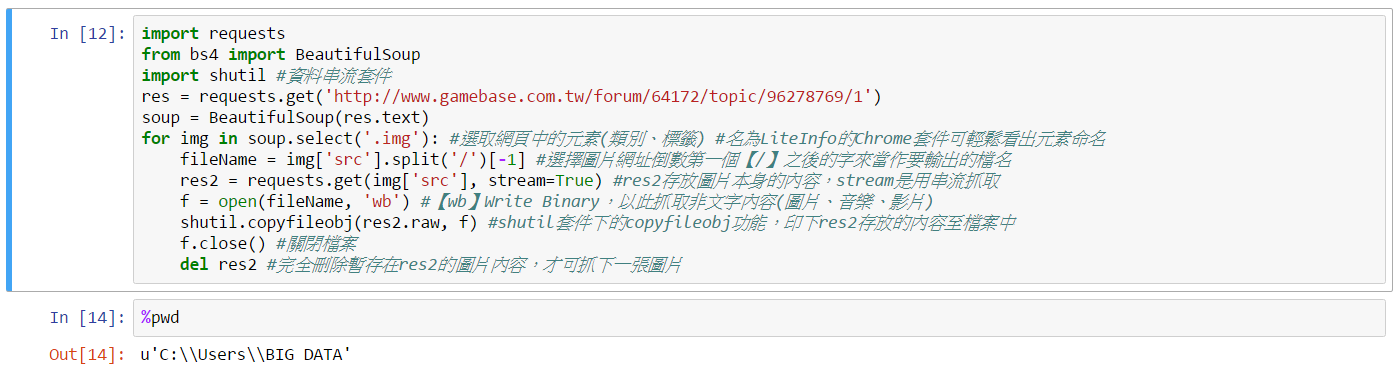 In [12]:
import requests
from bs4 import BeautifulSoup
import shutil #資料串流套件
res = requests.get('http://www.gamebase.com.tw/forum/64172/topic/96278769/1')
soup = BeautifulSoup(res.text)
for img in soup.select('.img'): #選取網頁中的元素(類別、標籤) #名為LiteInfo的Chrome套件可輕鬆看出元素命名
    fileName = img['src'].split('/')[-1] #選擇圖片網址倒數第一個【/】之後的字來當作要輸出的檔名
    res2 = requests.get(img['src'], stream=True) #res2存放圖片本身的內容，stream是用串流抓取
    f = open(fileName, 'wb') #【wb】Write Binary，以此抓取非文字內容(圖片、音樂、影片)
    shutil.copyfileobj(res2.raw, f) #shutil套件下的copyfileobj功能，印下res2存放的內容至檔案中
    f.close() #關閉檔案
    del res2 #完全刪除暫存在res2的圖片內容，才可抓下一張圖片
In [14]: %pwd
Out[14]: u'C:\\Users\\BIG DATA'